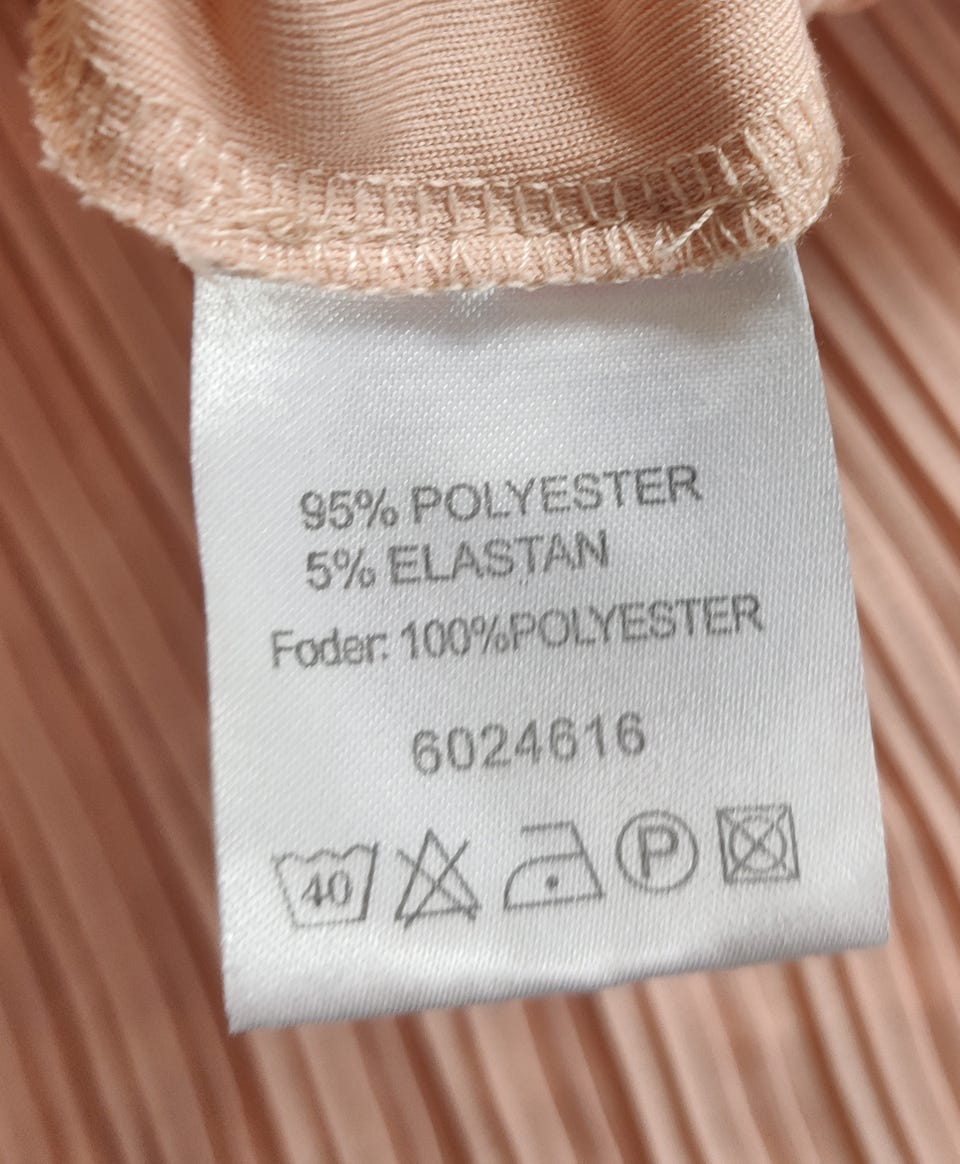 95% POLYESTER
5% ELASTAN
Foder: 100%POLYESTER
6024616
40 P